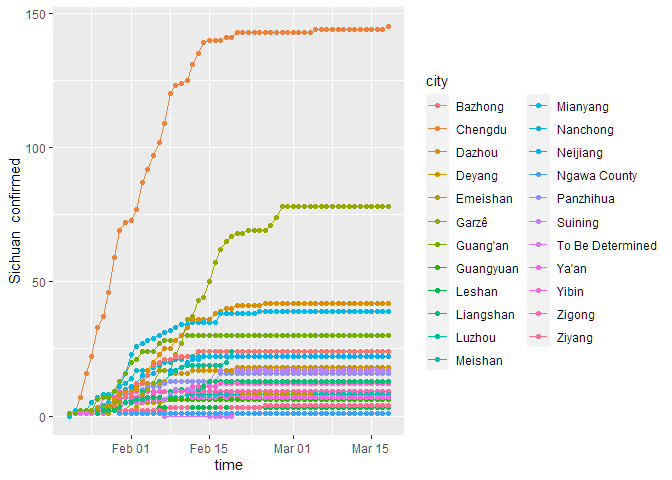 150
100
50
0
Sichuan confirmed
Feb 01
Feb 15
Mar 01
Mar 15
time
city
Bazhong
Chengdu
Dazhou
Deyang
Emeishan
Garzê
Guang'an
Guangyuan
Leshan
Liangshan
Luzhou
Meishan
Mianyang
Nanchong
Neijiang
Ngawa County
Panzhihua
Suining
To Be Determined
Ya'an
Yibin
Zigong
Ziyang